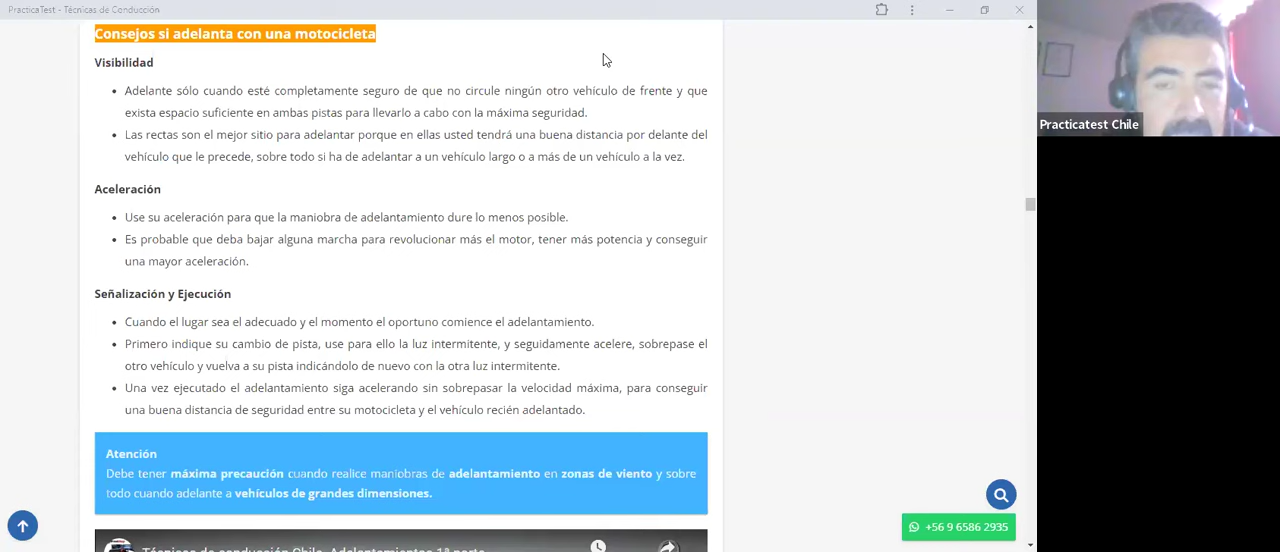 PracticaTest - Técnicas de Conducción
Consejos si adelanta con una motocicleta
Visibilidad
Adelante sólo cuando esté completamente seguro de que no circule ningún otro vehículo de frente y que
exista espacio suficiente en ambas pistas para llevarlo a cabo con la máxima seguridad.
Las rectas son el mejor sitio para adelantar porque en ellas usted tendrá una buena distancia por delante del
vehículo que le precede, sobre todo si ha de adelantar a un vehículo largo o a más de un vehículo a la vez.
Aceleración
Use su aceleración para que la maniobra de adelantamiento dure lo menos posible.
Es probable que deba bajar alguna marcha para revolucionar más el motor, tener más potencia y conseguir
una mayor aceleración.
Señalización y Ejecución
Cuando el lugar sea el adecuado y el momento el oportuno comience el adelantamiento.
Primero indique su cambio de pista, use para ello la luz intermitente, y seguidamente acelere, sobrepase el
otro vehículo y vuelva a su pista indicándolo de nuevo con la otra luz intermitente.
Una vez ejecutado el adelantamiento siga acelerando sin sobrepasar la velocidad máxima, para conseguir
una buena distancia de seguridad entre su motocicleta y el vehículo recién adelantado.
Atención
Debe tener máxima precaución cuando realice maniobras de adelantamiento en zonas de viento y sobre
todo cuando adelante a vehículos de grandes dimensiones.
Técnicas de conducción Chile. Adelantamientos 1ª parte
+56 9 6586 2935
Practicatest Chile